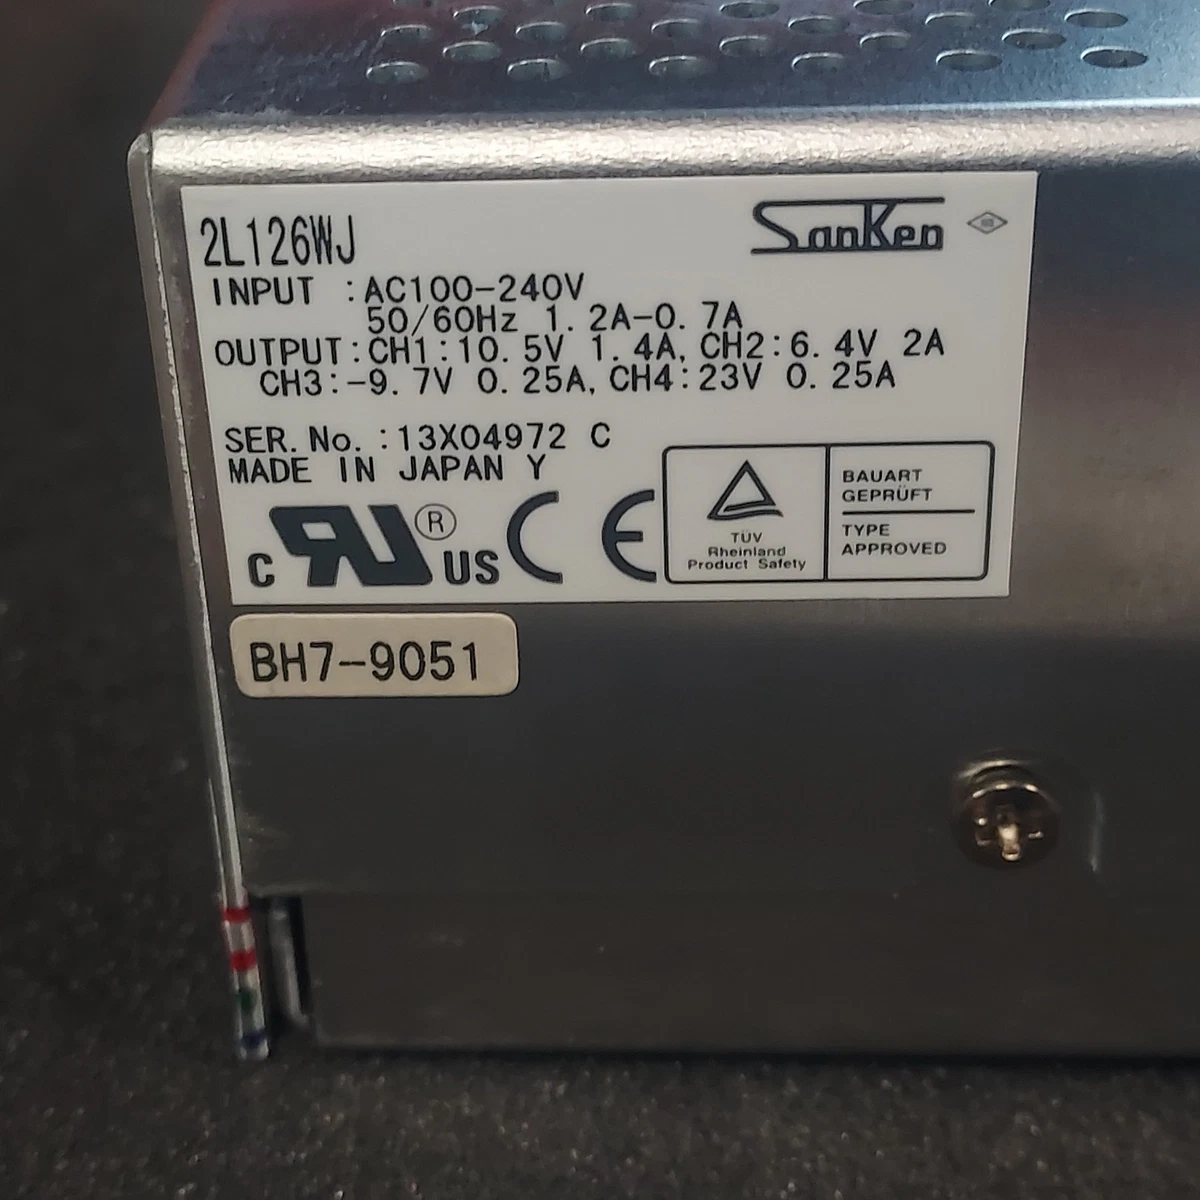 2L126WJ
SanKen
INPUT :AC100-240V
50/60Hz 1.2A-0.7A
OUTPUT:CH1:10.5V 1.4A, CH2:6.4V 2A
CH3:-9.7V 0.25A, CH4:23V 0.25A
SER. No. :13X04972 C
MADE IN JAPAN Y
C RU ® US CE
TÜV
Rheinland
Product Safety
BAUART
GEPRÜFT
TYPE
APPROVED
BH7-9051